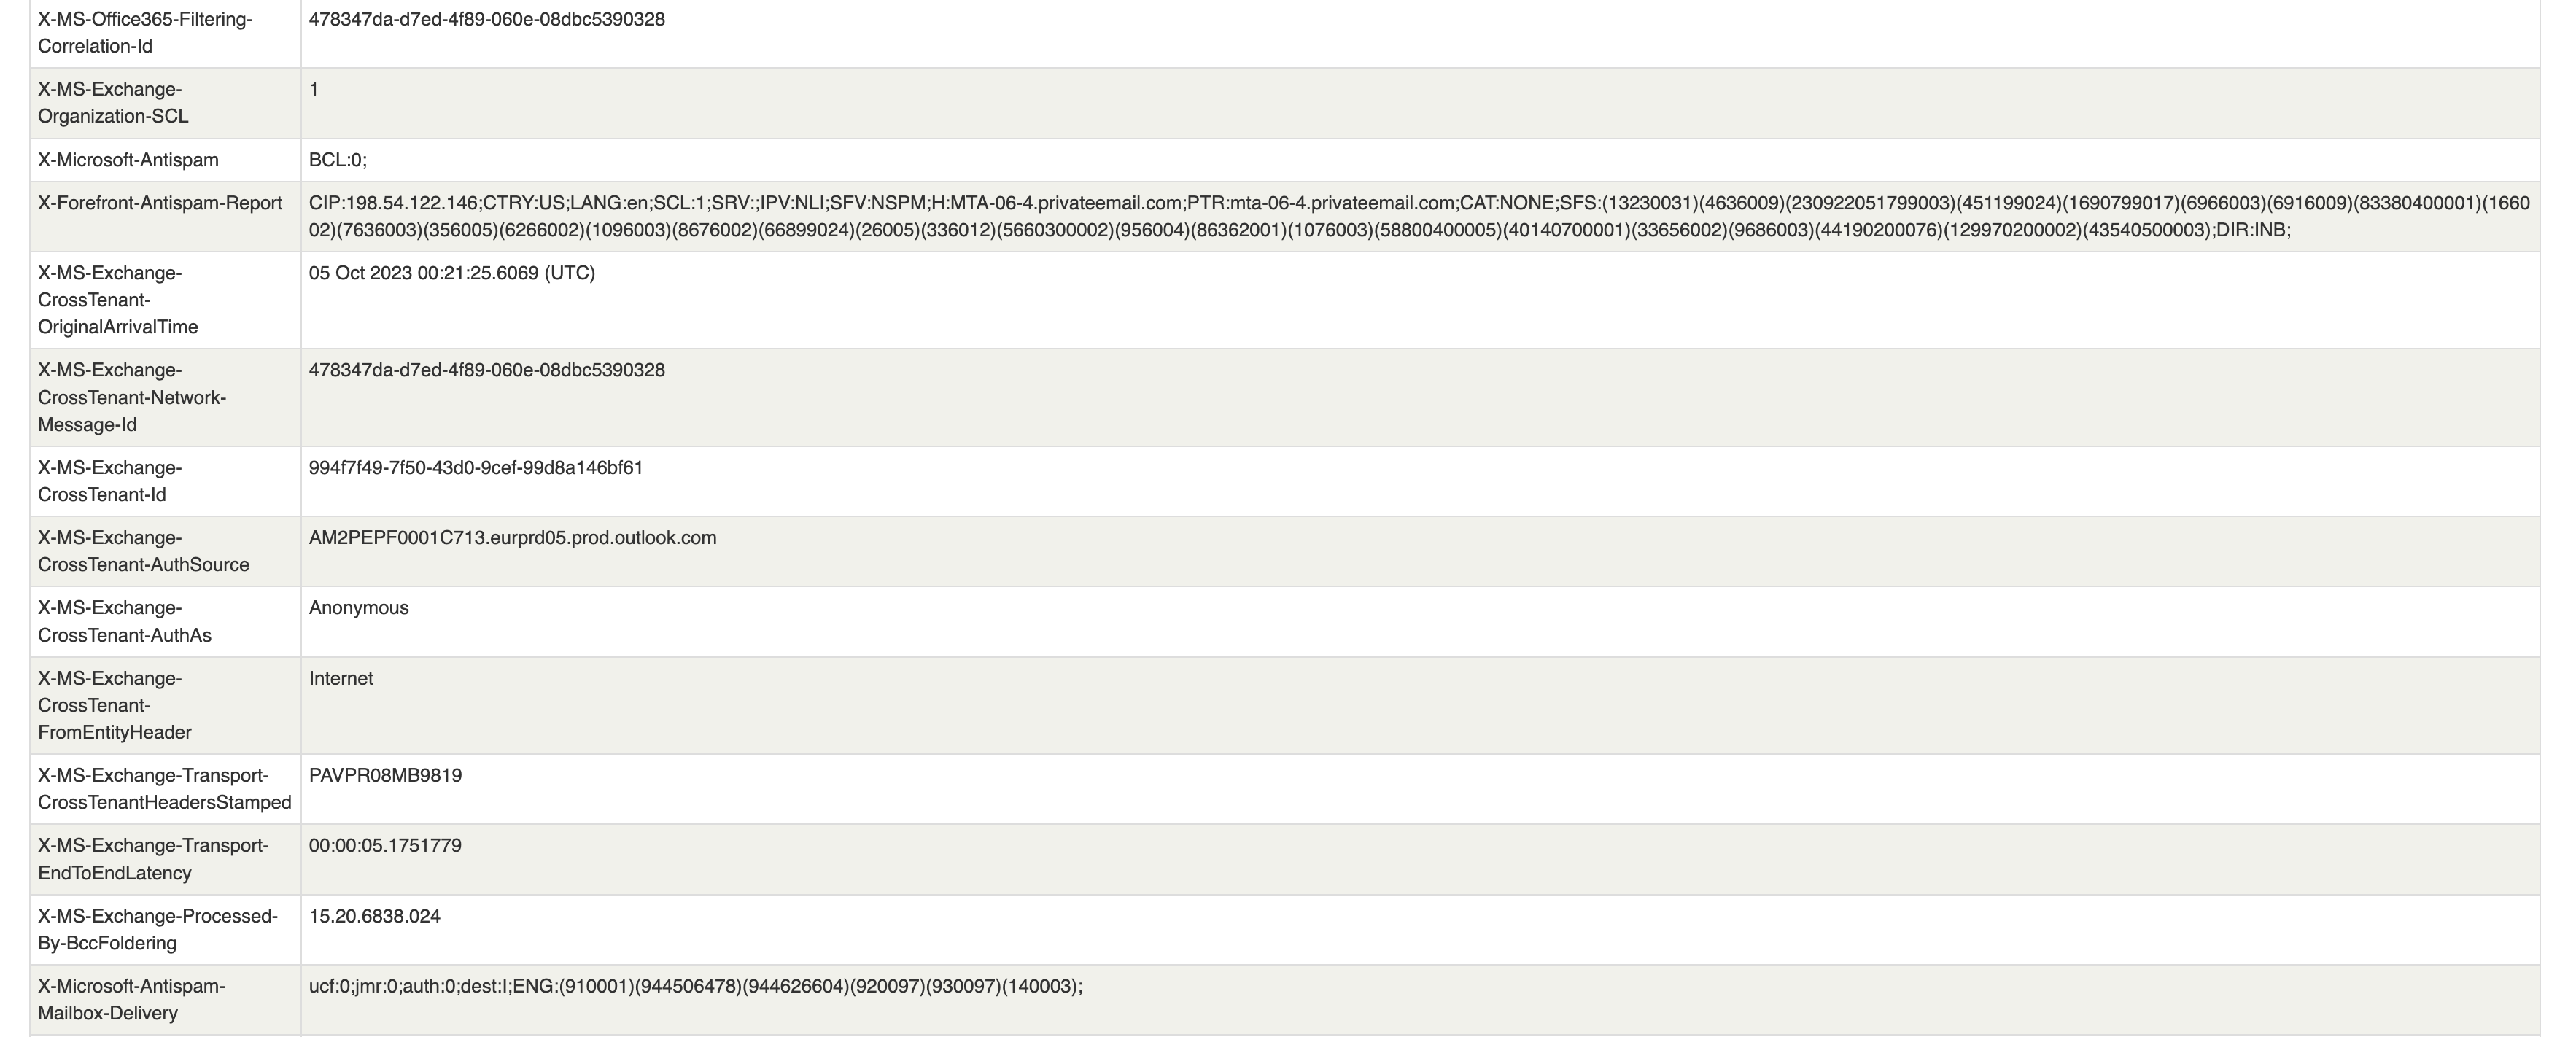 X-MS-Office365-Filtering-
Correlation-Id
478347da-d7ed-4f89-060e-08dbc5390328
X-MS-Exchange-
Organization-SCL
1
X-Microsoft-Antispam
BCL:0;
X-Forefront-Antispam-Report
CIP:198.54.122.146;CTRY:US;LANG:en;SCL:1;SRV:;IPV:NLI;SFV:NSPM;H:MTA-06-4.privateemail.com;PTR:mta-06-4.privateemail.com;CAT:NONE;SFS:(13230031)(4636009)(230922051799003)(451199024)(1690799017)(6966003)(6916009)(83380400001)(1660
02)(7636003)(356005)(6266002)(1096003)(8676002)(66899024)(26005)(336012)(5660300002)(956004)(86362001)(1076003)(58800400005)(40140700001)(33656002)(9686003)(44190200076)(129970200002)(43540500003);DIR:INB;
X-MS-Exchange-
CrossTenant-
OriginalArrivalTime
05 Oct 2023 00:21:25.6069 (UTC)
X-MS-Exchange-
CrossTenant-Network-
Message-Id
478347da-d7ed-4f89-060e-08dbc5390328
X-MS-Exchange-
CrossTenant-Id
994f7f49-7f50-43d0-9cef-99d8a146bf61
X-MS-Exchange-
CrossTenant-AuthSource
AM2PEPF0001C713.eurprd05.prod.outlook.com
X-MS-Exchange-
CrossTenant-AuthAs
Anonymous
X-MS-Exchange-
CrossTenant-
FromEntityHeader
Internet
X-MS-Exchange-Transport-
CrossTenantHeadersStamped
PAVPR08MB9819
X-MS-Exchange-Transport-
EndToEndLatency
00:00:05.1751779
X-MS-Exchange-Processed-
By-BccFoldering
15.20.6838.024
X-Microsoft-Antispam-
Mailbox-Delivery
ucf:0;jmr:0;auth:0;dest:I;ENG:(910001)(944506478)(944626604)(920097)(930097)(140003);